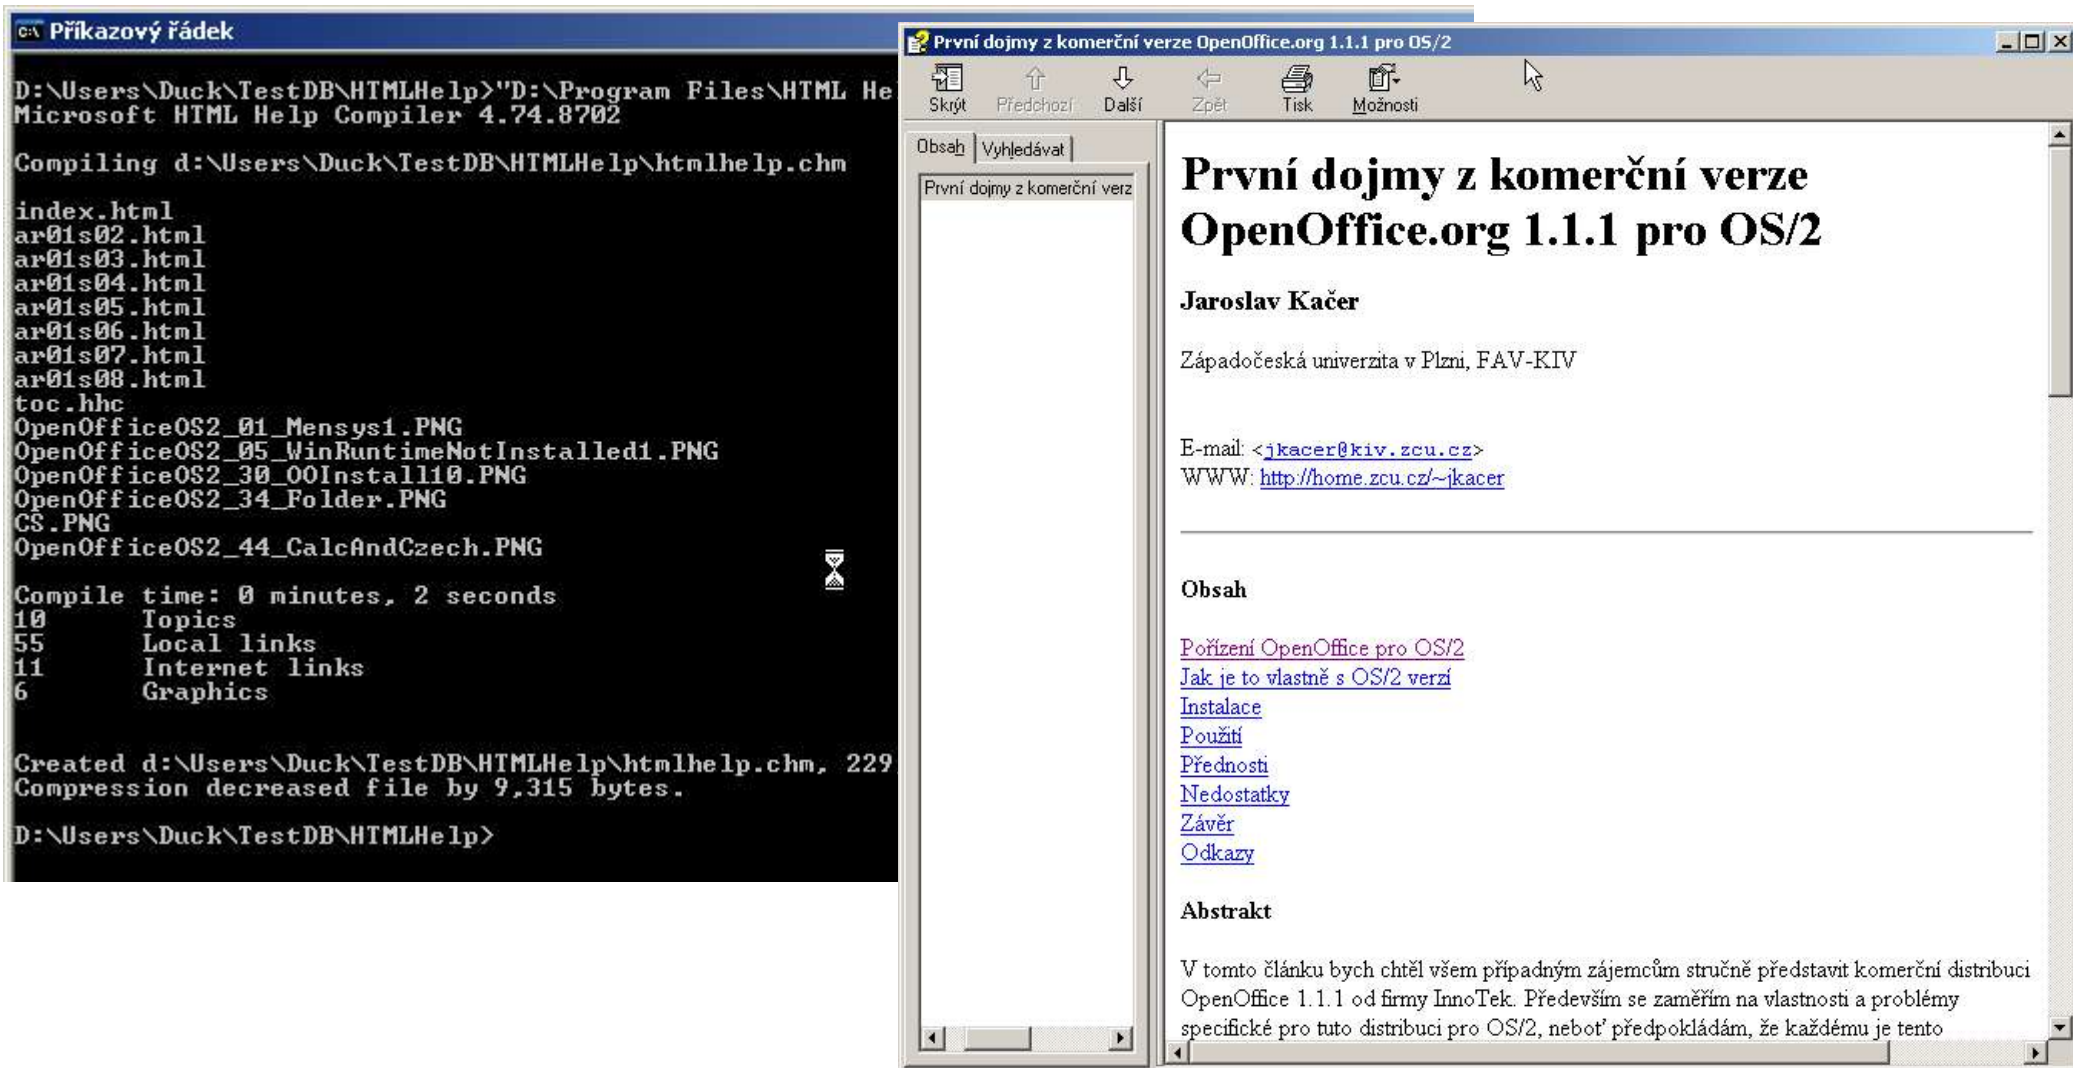 Příkazový řádek
D:\Users\Duck\TestDB\HTMLHelp>"D:\Program Files\HTML He
Microsoft HTML Help Compiler 4.74.8702
Compiling d:\Users\Duck\TestDB\HTMLHelp\htmlhelp.chm
index.html
ar01s02.html
ar01s03.html
ar01s04.html
ar01s05.html
ar01s06.html
ar01s07.html
ar01s08.html
toc.hhc
OpenOfficeOS2_01_Mensys1.PNG
OpenOfficeOS2_05_WinRuntimeNotInstalled1.PNG
OpenOfficeOS2_30_OOInstall10.PNG
OpenOfficeOS2_34_Folder.PNG
CS.PNG
OpenOfficeOS2_44_CalcAndCzech.PNG
Compile time: 0 minutes, 2 seconds
10 Topics
55 Local links
11 Internet links
6 Graphics
Created d:\Users\Duck\TestDB\HTMLHelp\htmlhelp.chm, 229
Compression decreased file by 9,315 bytes.
D:\Users\Duck\TestDB\HTMLHelp>
První dojmy z komerční verze OpenOffice.org 1.1.1 pro OS/2
Skrýt Předchozí Další Zpět Tisk Možnosti
Obsah Vyhledávat
První dojmy z komerční verz
První dojmy z komerční verze
OpenOffice.org 1.1.1 pro OS/2
Jaroslav Kačer
Západočeská univerzita v Plzni, FAV-KIV
E-mail: <jkacer@kiv.zcu.cz>
WWW: http://home.zcu.cz/~jkacer
Obsah
Pořízení OpenOffice pro OS/2
Jak je to vlastně s OS/2 verzí
Instalace
Použití
Přednosti
Nedostatky
Závěr
Odkazy
Abstrakt
V tomto článku bych chtěl všem případným zájemcům stručně představit komerční distribuci
OpenOffice 1.1.1 od firmy InnoTek. Především se zaměřím na vlastnosti a problémy
specifické pro tuto distribuci pro OS/2, neboť předpokládám, že každému je tento